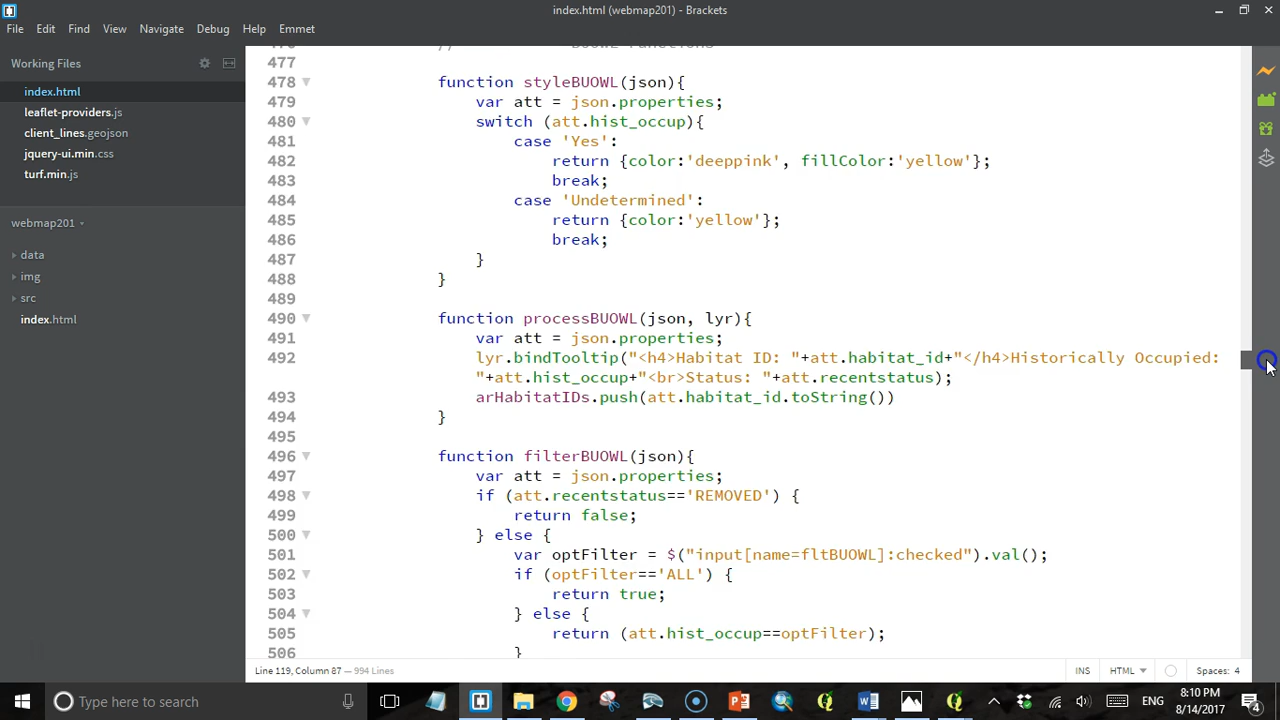 index.html (webmap201) - Brackets
File Edit Find View Navigate Debug Help Emmet
Working Files
index.html
leaflet-providers.js
client_lines.geojson
jquery-ui.min.css
turf.min.js
webmap201
data
img
src
index.html
477
478 function styleBUOWL(json){
479 var att = json.properties;
480 switch (att.hist_occup){
481 case 'Yes':
482 return {color:'deeppink', fillColor:'yellow'};
483 break;
484 case 'Undetermined':
485 return {color:'yellow'};
486 break;
487 }
488 }
489
490 function processBUOWL(json, lyr){
491 var att = json.properties;
492 lyr.bindTooltip("<h4>Habitat ID: "+att.habitat_id+"</h4>Historically Occupied:
"+att.hist_occup+"<br>Status: "+att.recentstatus);
493 arHabitatIDs.push(att.habitat_id.toString())
494 }
495
496 function filterBUOWL(json){
497 var att = json.properties;
498 if (att.recentstatus=='REMOVED') {
499 return false;
500 } else {
501 var optFilter = $("input[name=fltBUOWL]:checked").val();
502 if (optFilter=='ALL') {
503 return true;
504 } else {
505 return (att.hist_occup==optFilter);
506 }
Line 119, Column 87 — 994 Lines
INS HTML Spaces: 4
Type here to search
ENG
8:10 PM
8/14/2017
4